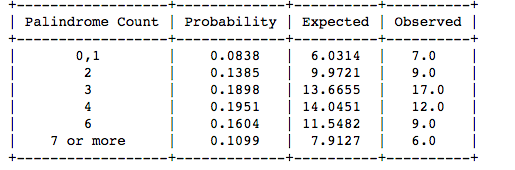 Palindrome Count | Probability | Expected | Observed
0,1 | 0.0838 | 6.0314 | 7.0
2 | 0.1385 | 9.9721 | 9.0
3 | 0.1898 | 13.6655 | 17.0
4 | 0.1951 | 14.0451 | 12.0
6 | 0.1604 | 11.5482 | 9.0
7 or more | 0.1099 | 7.9127 | 6.0